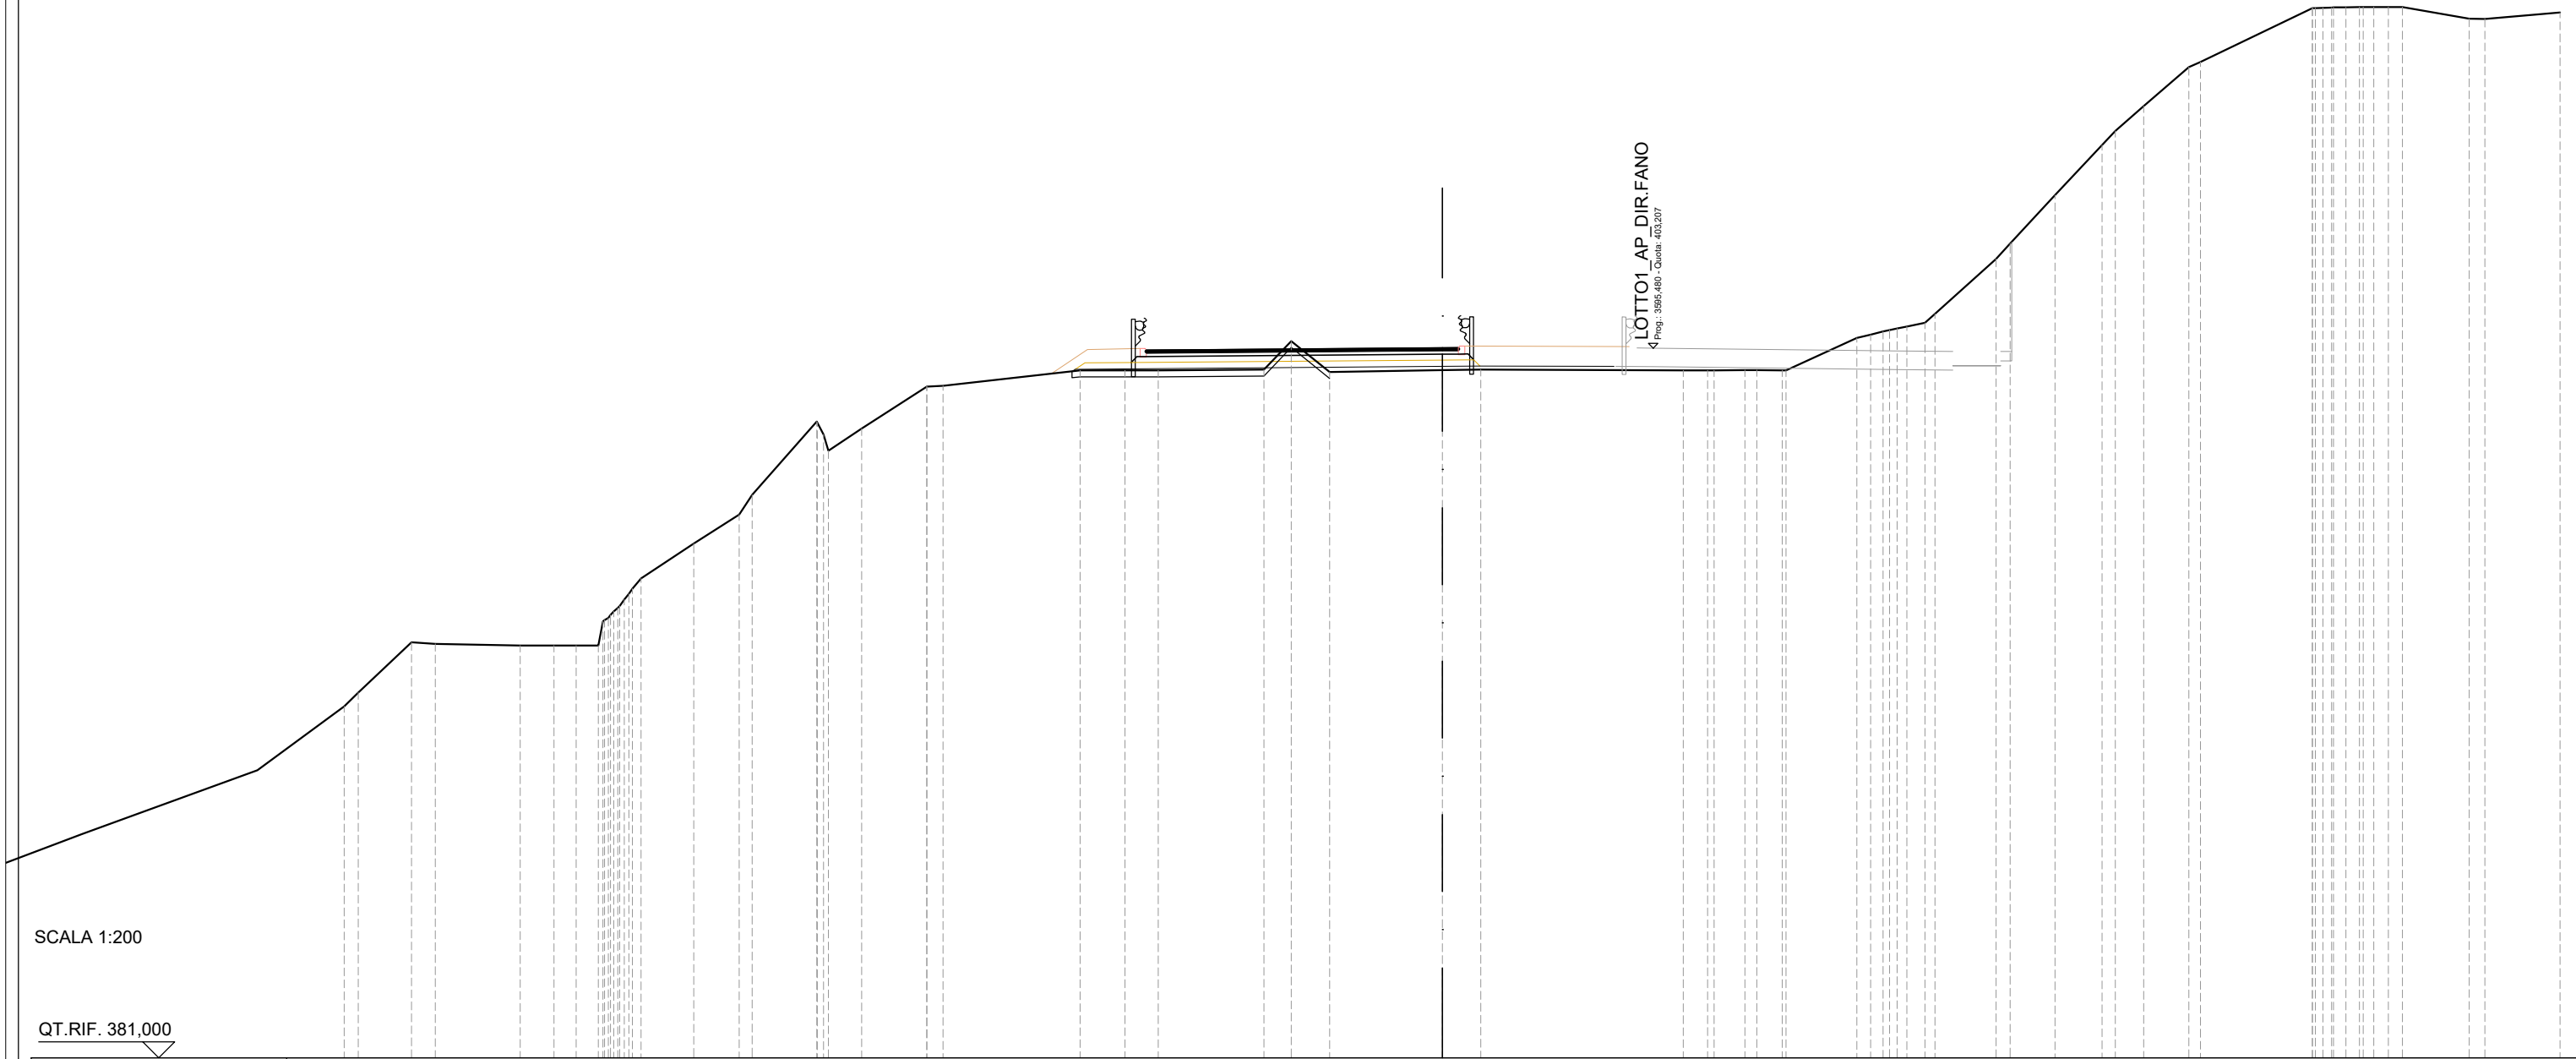 LOTTO1_AP_DIR.FANO
Prog.: 3595,480 - Quota: 403,207
SCALA 1:200
QT.RIF. 381,000